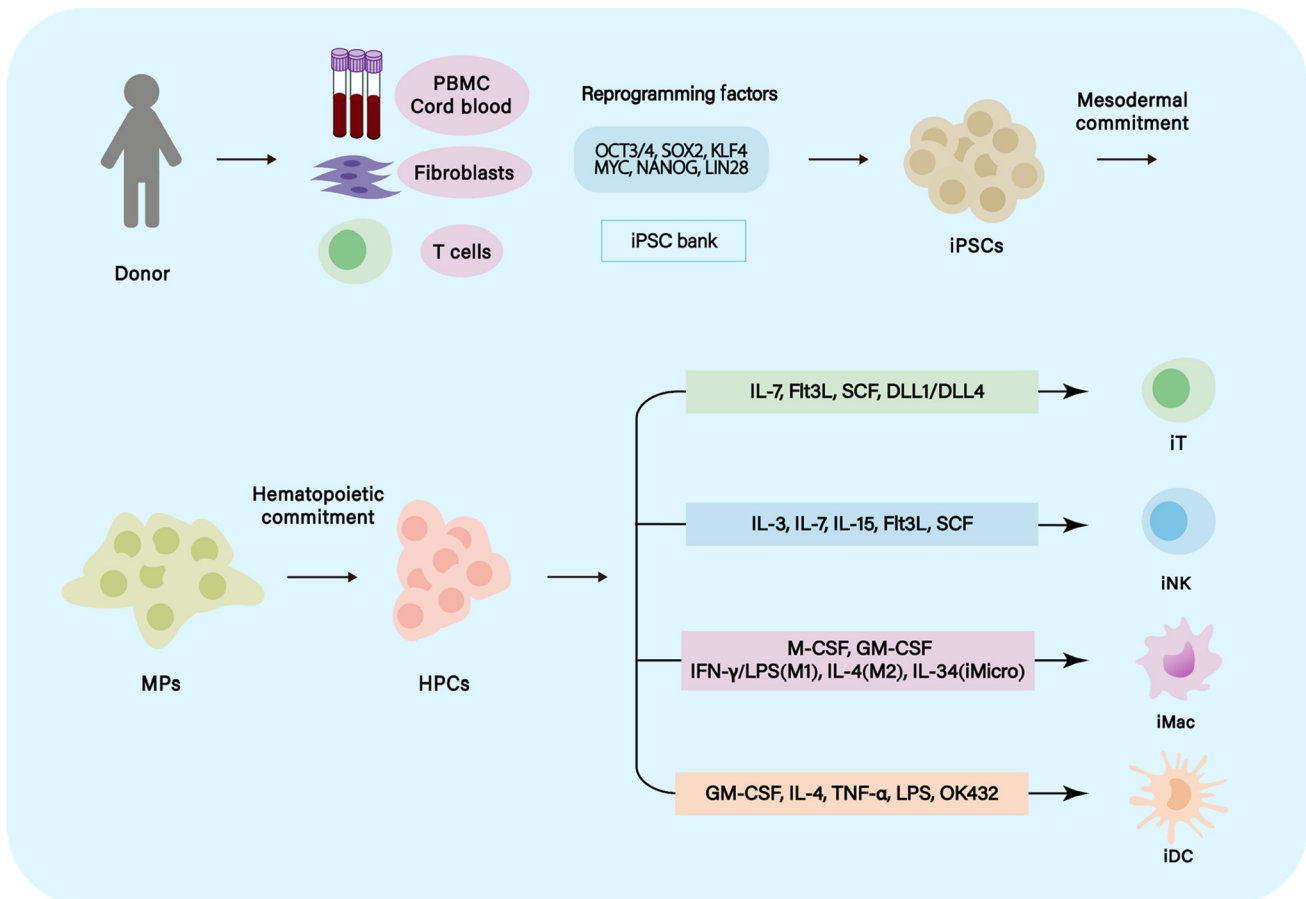 PBMC
Cord blood
Fibroblasts
T cells
Donor
Reprogramming factors
OCT3/4, SOX2, KLF4
MYC, NANOG, LIN28
iPSC bank
iPSCs
Mesodermal
commitment
MPs
Hematopoietic
commitment
HPCs
IL-7, Flt3L, SCF, DLL1/DLL4
iT
IL-3, IL-7, IL-15, Flt3L, SCF
iNK
M-CSF, GM-CSF
IFN-γ/LPS(M1), IL-4(M2), IL-34(iMicro)
iMac
GM-CSF, IL-4, TNF-α, LPS, OK432
iDC